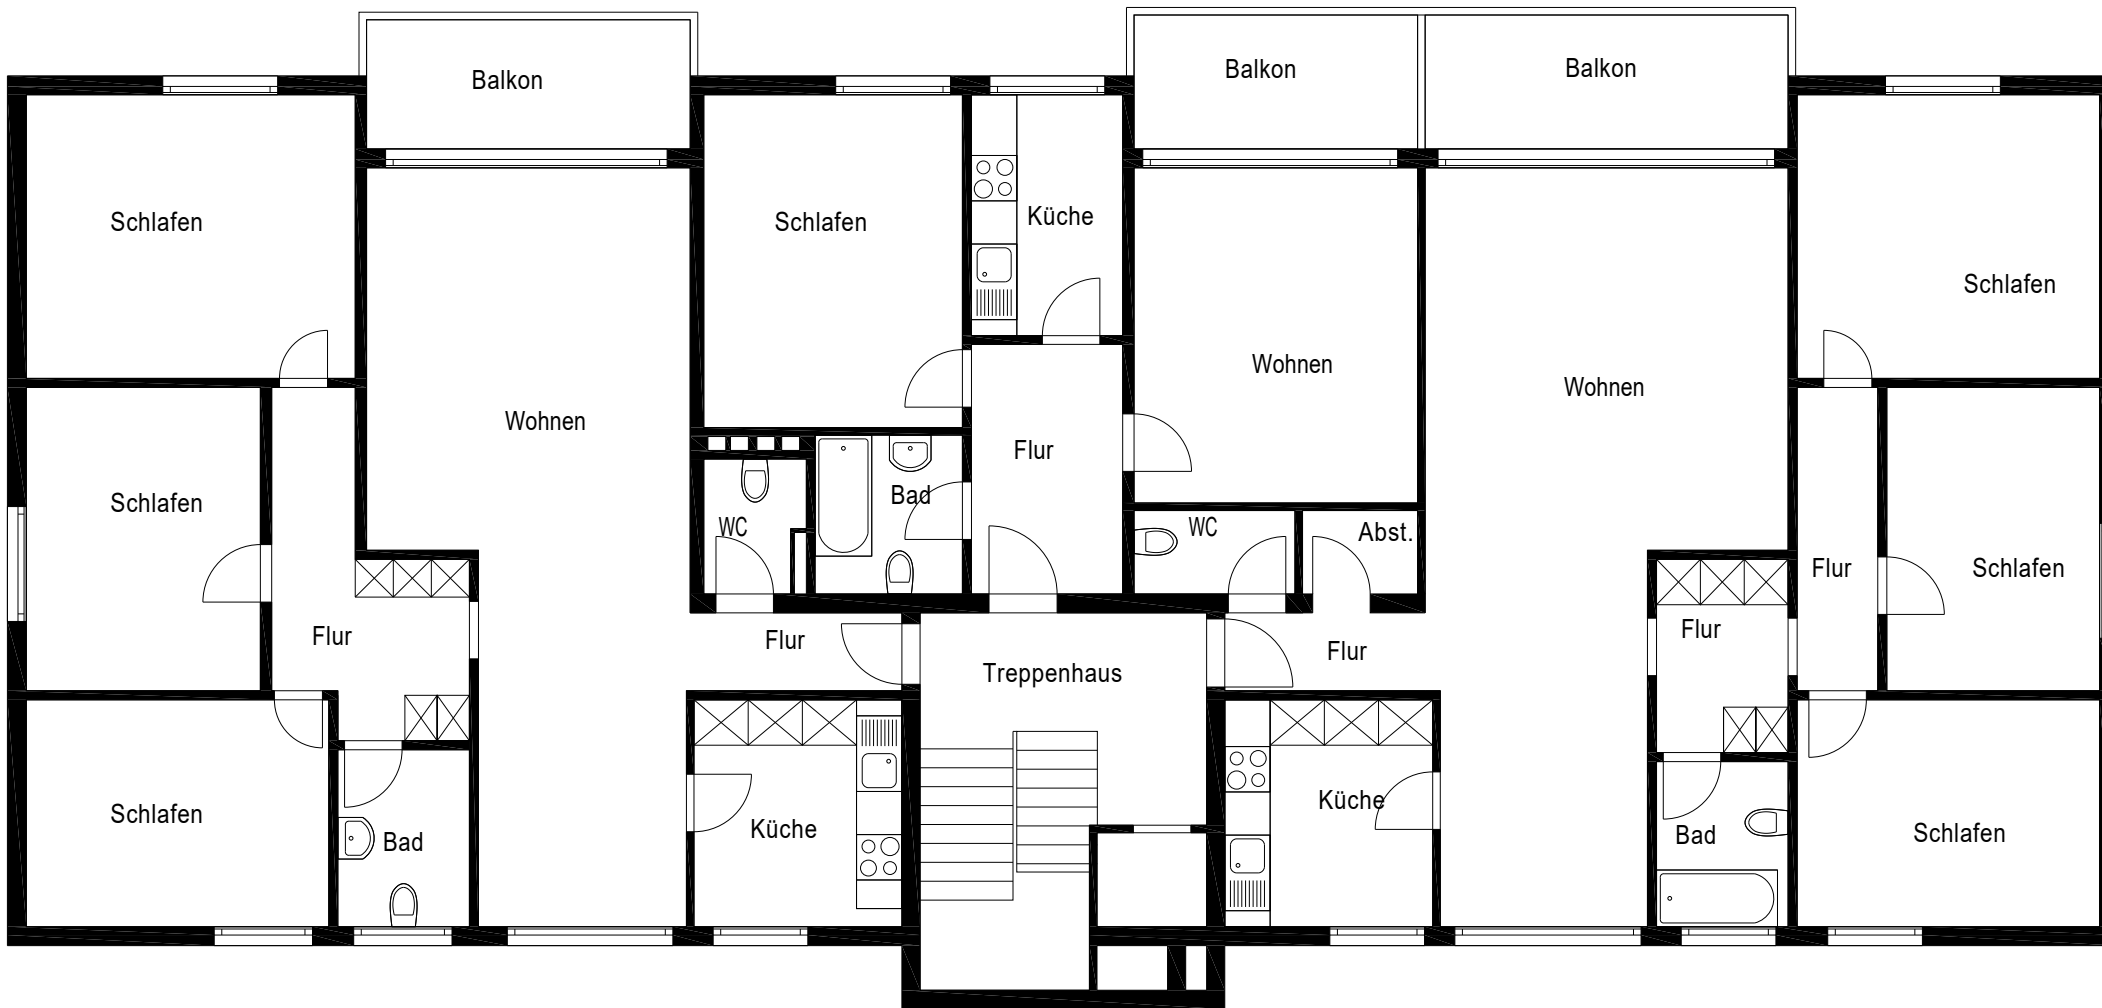 Balkon
Balkon
Balkon
Schlafen
Schlafen
Küche
Schlafen
Wohnen
Wohnen
Wohnen
Flur
Schlafen
Bad
WC
WC
Abst.
Flur
Schlafen
Flur
Flur
Flur
Flur
Treppenhaus
Schlafen
Bad
Küche
Küche
Bad
Schlafen